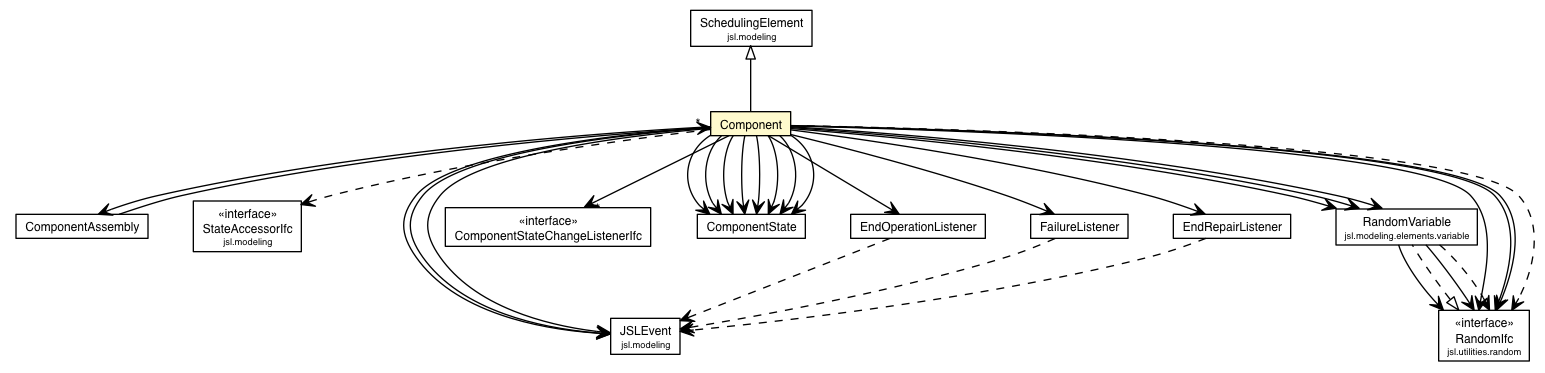 SchedulingElement
jsl.modeling
Component
*
ComponentAssembly
«interface»
StateAccessorIfc
jsl.modeling
«interface»
ComponentStateChangeListenerIfc
ComponentState
EndOperationListener
FailureListener
EndRepairListener
RandomVariable
jsl.modeling.elements.variable
JSLEvent
jsl.modeling
«interface»
RandomIfc
jsl.utilities.random